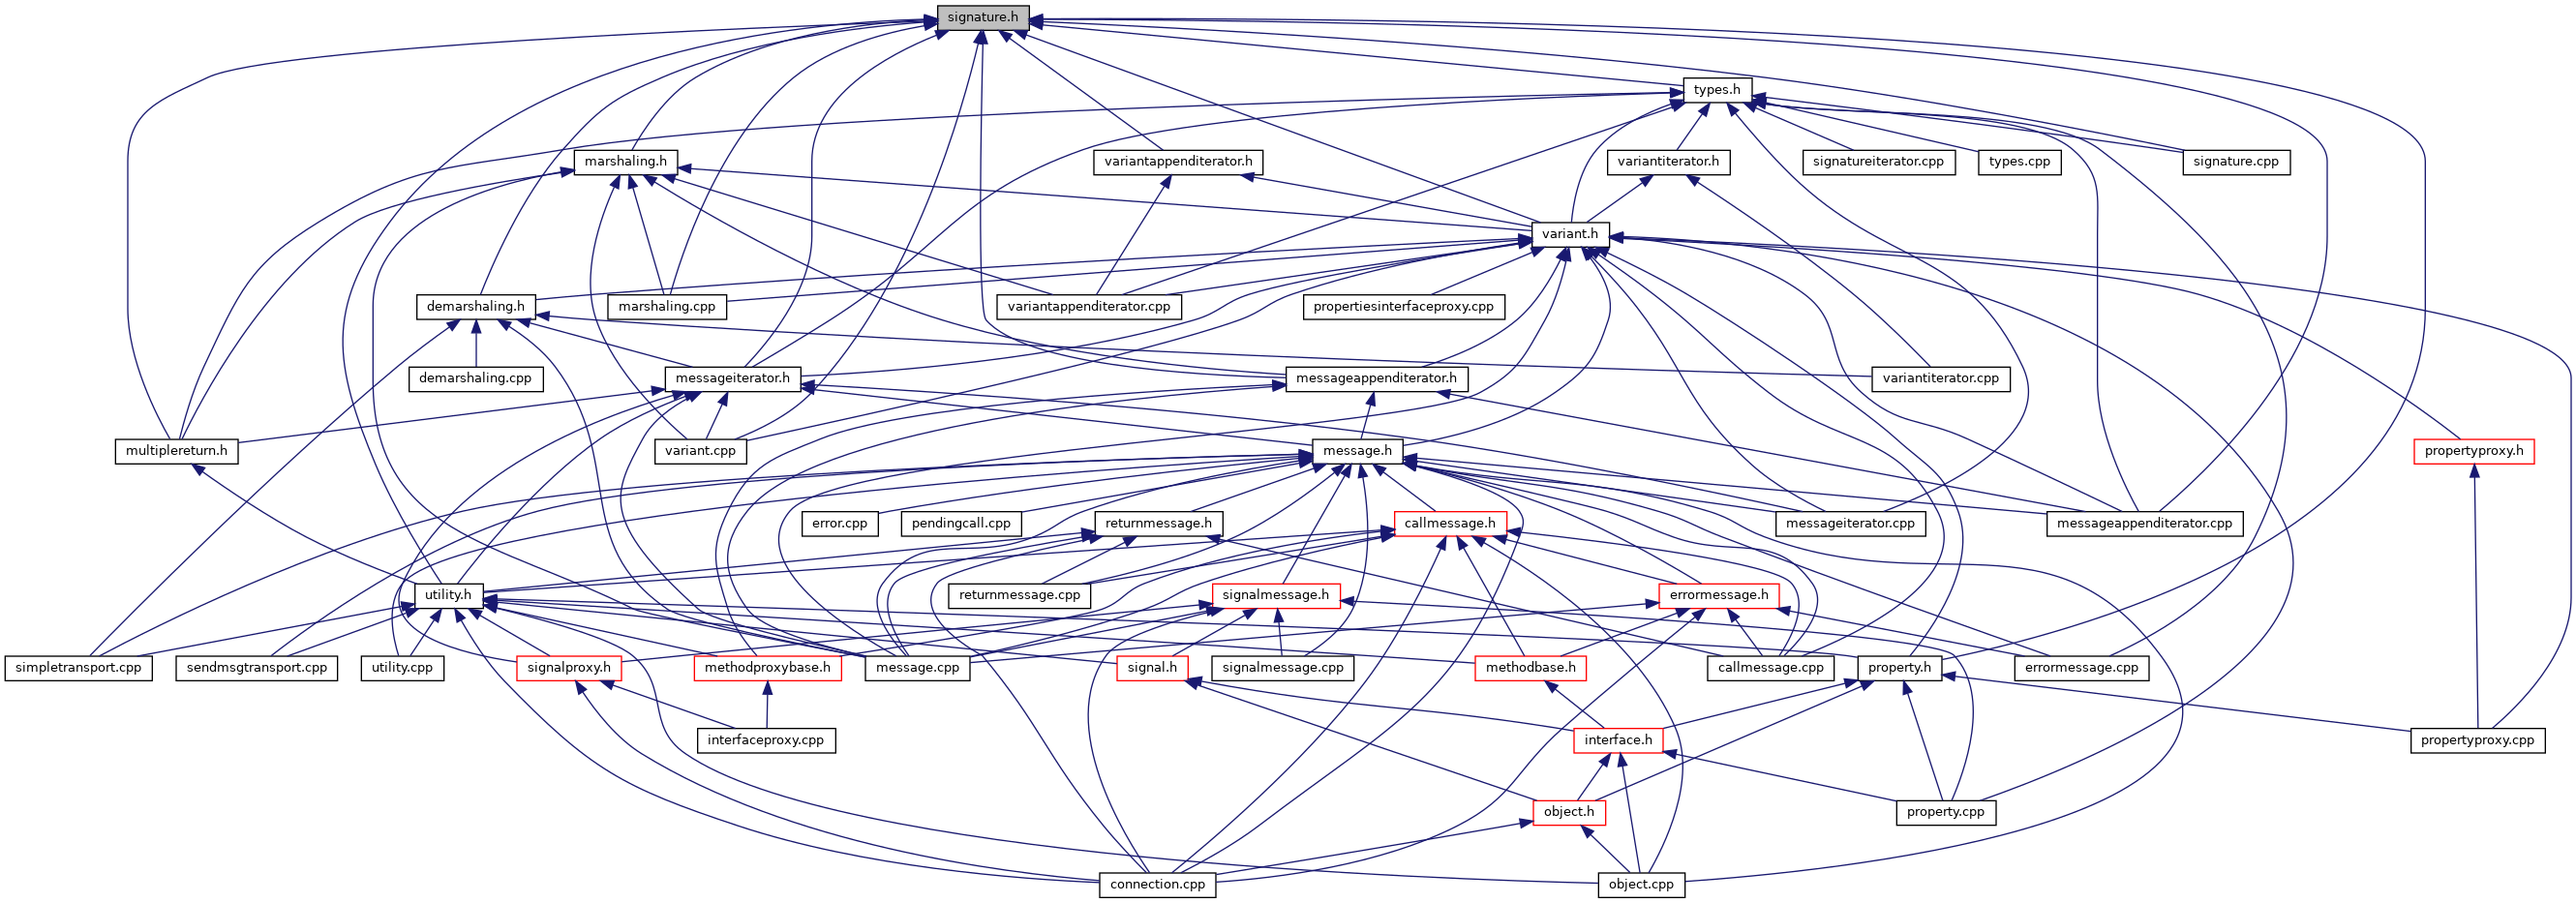 signature.h
types.h
marshaling.h
variantappenditerator.h
variantiterator.h
signatureiterator.cpp
types.cpp
signature.cpp
variant.h
demarshaling.h
marshaling.cpp
variantappenditerator.cpp
propertiesinterfaceproxy.cpp
demarshaling.cpp
messageiterator.h
messageappenditerator.h
variantiterator.cpp
multiplereturn.h
variant.cpp
message.h
propertyproxy.h
error.cpp
pendingcall.cpp
returnmessage.h
callmessage.h
messageiterator.cpp
messageappenditerator.cpp
utility.h
returnmessage.cpp
signalmessage.h
errormessage.h
simpletransport.cpp
sendmsgtransport.cpp
utility.cpp
signalproxy.h
methodproxybase.h
message.cpp
signal.h
signalmessage.cpp
methodbase.h
callmessage.cpp
property.h
errormessage.cpp
interfaceproxy.cpp
interface.h
propertyproxy.cpp
object.h
property.cpp
connection.cpp
object.cpp